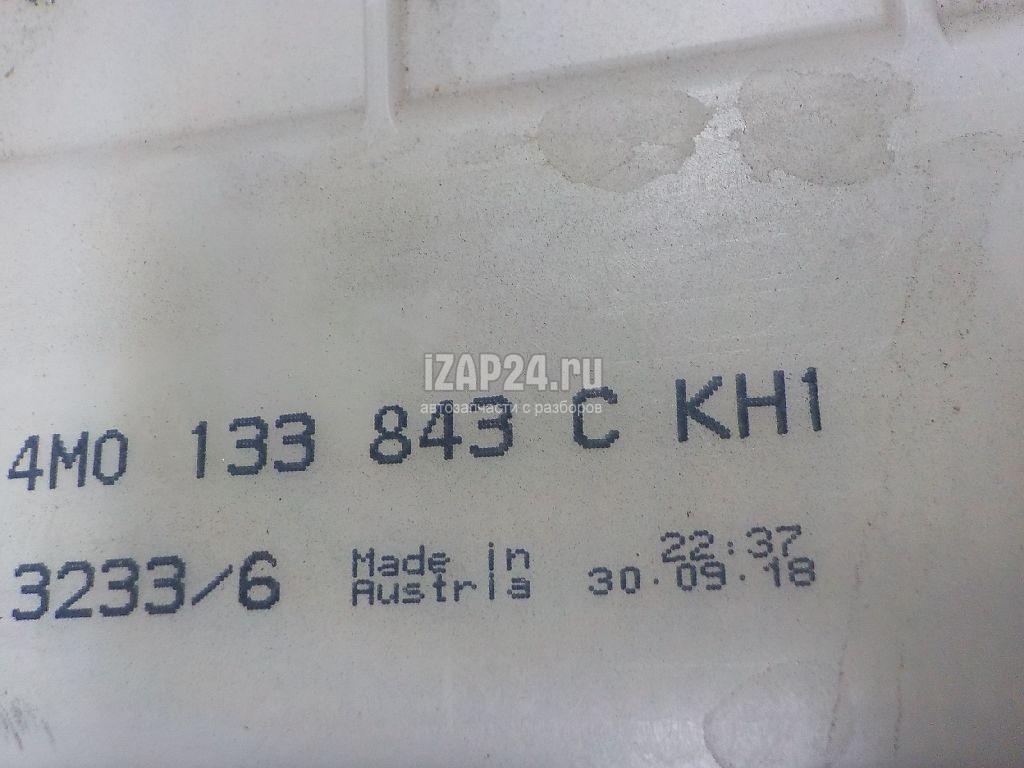 iZAP24.ru
автозапчасти с разборов
4M0 133 843 C KH1
3233/6
Made in
Austria
22:37
30.09.18